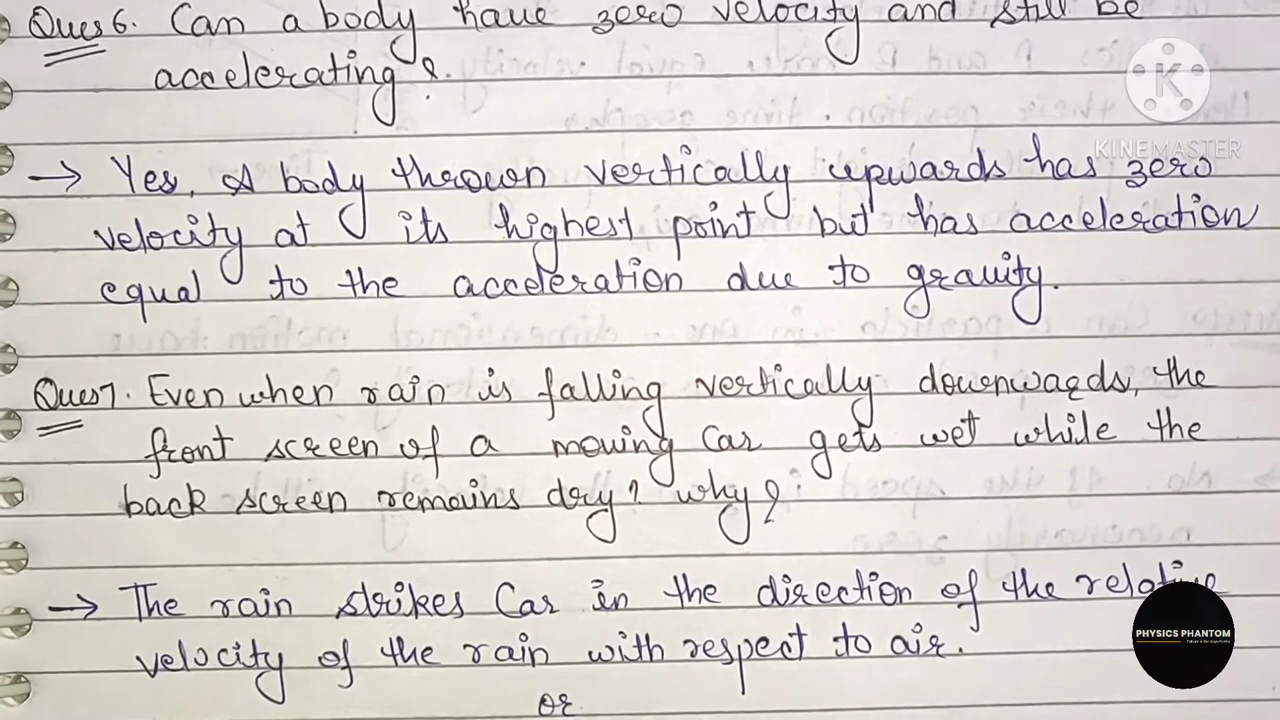 Ques 6. Can a body have zero velocity and still be
accelerating?.
KINEMASTER
→ Yes, A body thrown vertically upwards has zero
velocity at its highest point but has acceleration
equal to the acceleration due to gravity.
Ques 7. Even when rain is falling vertically downwards, the
front screen of a moving Car gets wet while the
back screen remains dry? why?
→ The rain strikes Car in the direction of the relative
velocity of the rain with respect to air.
PHYSICS PHANTOM
or